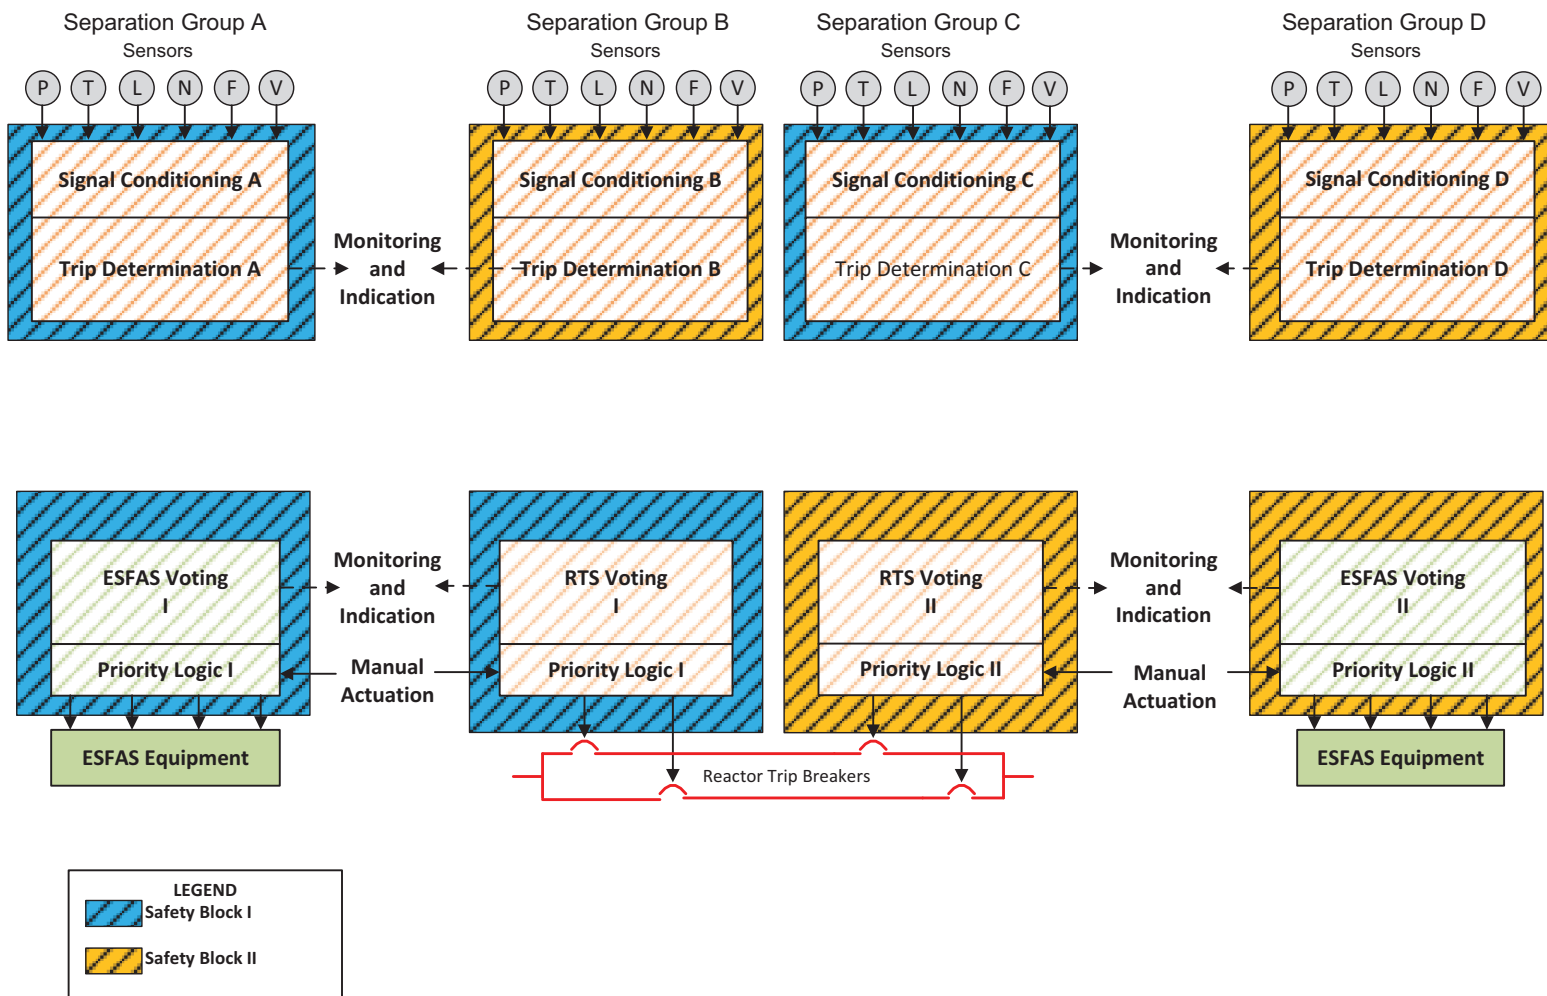 Separation Group A
Sensors
P T L N F V
Signal Conditioning A
Trip Determination A
Monitoring
and
Indication
Separation Group B
Sensors
P T L N F V
Signal Conditioning B
Trip Determination B
Separation Group C
Sensors
P T L N F V
Signal Conditioning C
Trip Determination C
Monitoring
and
Indication
Separation Group D
Sensors
P T L N F V
Signal Conditioning D
Trip Determination D
ESFAS Voting
I
Priority Logic I
ESFAS Equipment
Monitoring
and
Indication
Manual
Actuation
RTS Voting
I
Priority Logic I
RTS Voting
II
Priority Logic II
Reactor Trip Breakers
Monitoring
and
Indication
Manual
Actuation
ESFAS Voting
II
Priority Logic II
ESFAS Equipment
LEGEND
Safety Block I
Safety Block II